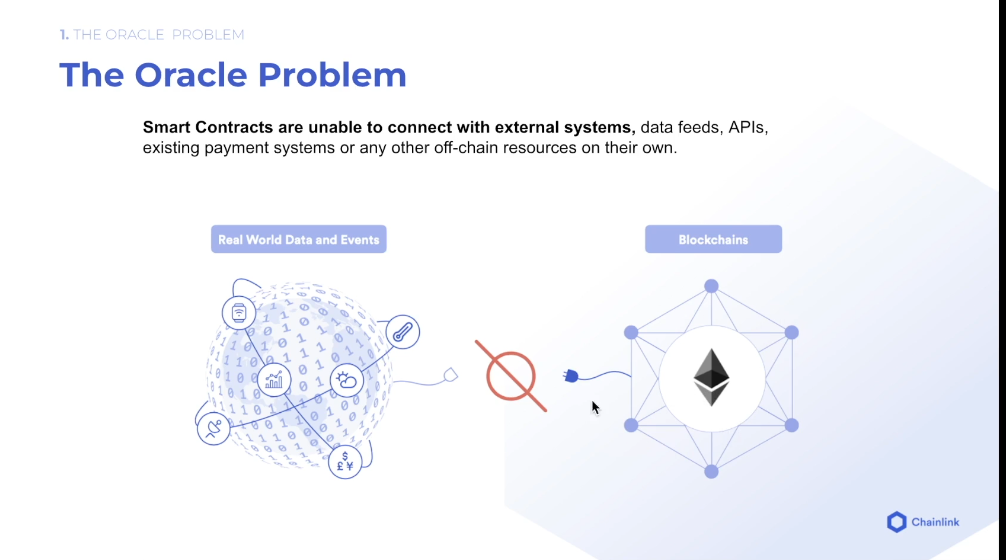 1. THE ORACLE PROBLEM
The Oracle Problem
Smart Contracts are unable to connect with external systems, data feeds, APIs,
existing payment systems or any other off-chain resources on their own.
Real World Data and Events
Blockchains
$
£ ¥
Chainlink